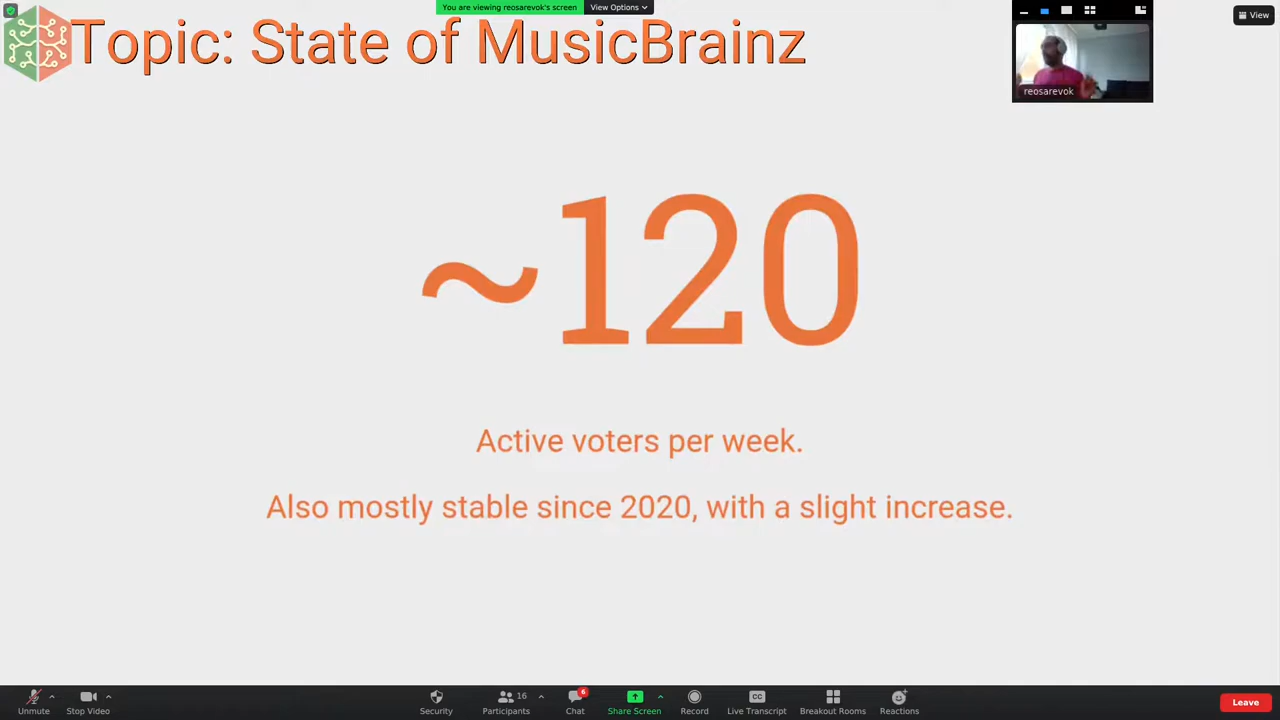 You are viewing reosarevok's screen
View Options
View
Topic: State of MusicBrainz
reosarevok
~120
Active voters per week.
Also mostly stable since 2020, with a slight increase.
Unmute
Stop Video
Security
16
Participants
6
Chat
Share Screen
Record
CC
Live Transcript
Breakout Rooms
Reactions
Leave